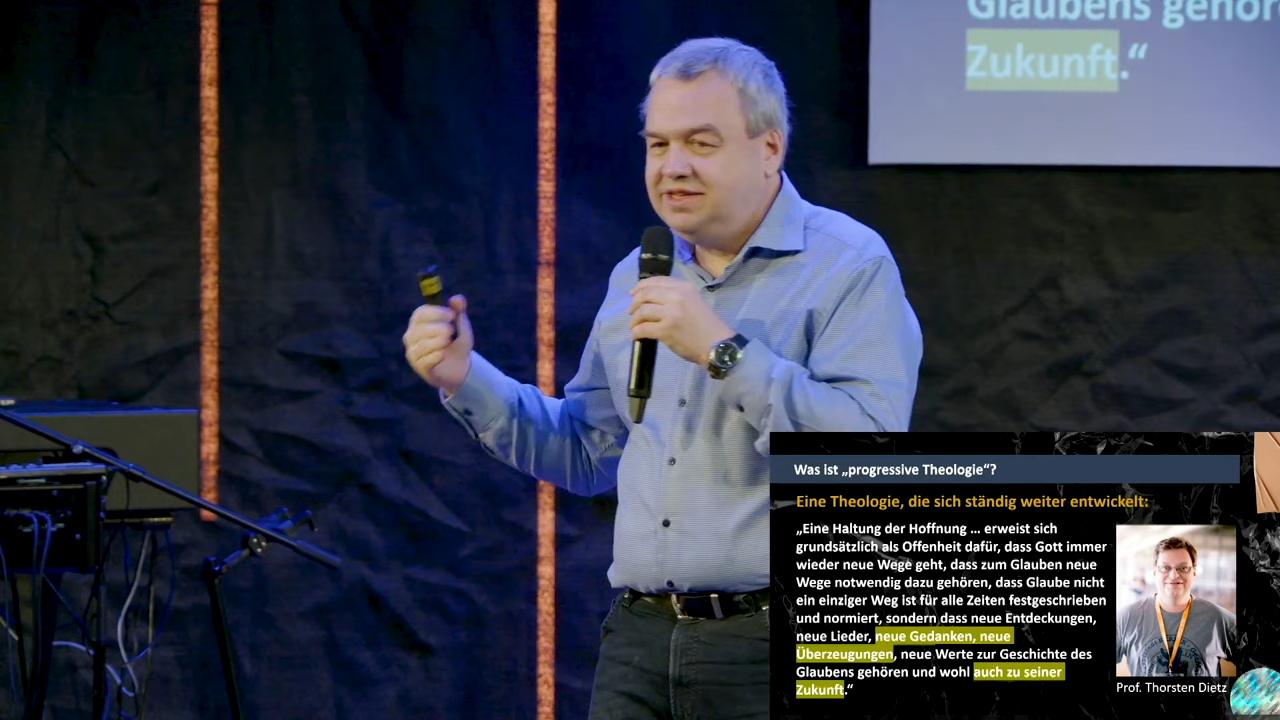 Glaubens gehör
Zukunft.“
Was ist „progressive Theologie“?
Eine Theologie, die sich ständig weiter entwickelt:
„Eine Haltung der Hoffnung … erweist sich
grundsätzlich als Offenheit dafür, dass Gott immer
wieder neue Wege geht, dass zum Glauben neue
Wege notwendig dazu gehören, dass Glaube nicht
ein einziger Weg ist für alle Zeiten festgeschrieben
und normiert, sondern dass neue Entdeckungen,
neue Lieder, neue Gedanken, neue
Überzeugungen, neue Werte zur Geschichte des
Glaubens gehören und wohl auch zu seiner
Zukunft.“
Prof. Thorsten Dietz